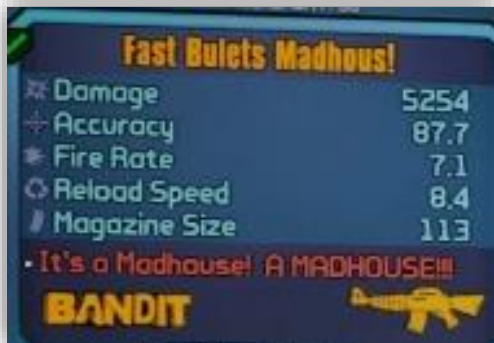 Fast Bulets Madhous!
Damage 5254
Accuracy 87.7
Fire Rate 7.1
Reload Speed 8.4
Magazine Size 113
It's a Madhouse! A MADHOUSE!!!
BANDIT